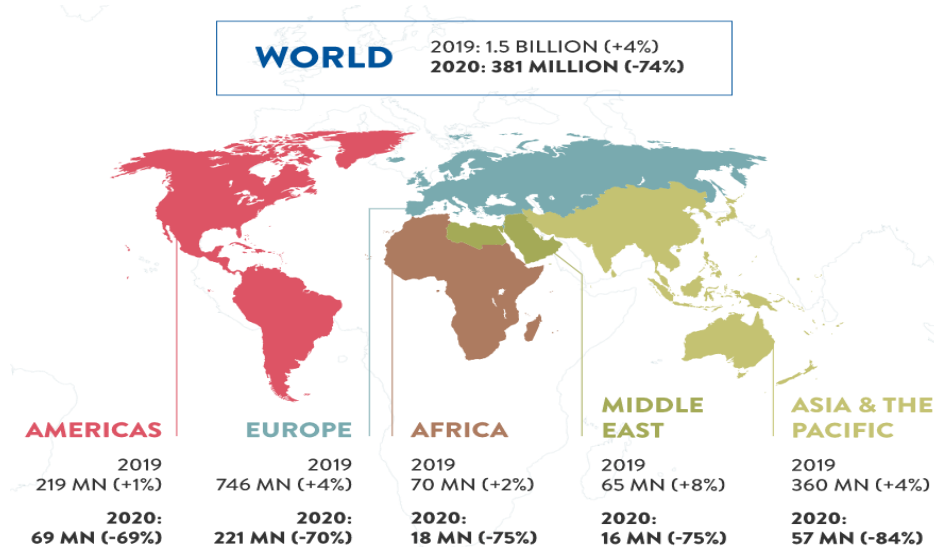 WORLD
2019: 1.5 BILLION (+4%)
2020: 381 MILLION (-74%)
AMERICAS
2019
219 MN (+1%)
2020:
69 MN (-69%)
EUROPE
2019
746 MN (+4%)
2020:
221 MN (-70%)
AFRICA
2019
70 MN (+2%)
2020:
18 MN (-75%)
MIDDLE
EAST
2019
65 MN (+8%)
2020:
16 MN (-75%)
ASIA & THE
PACIFIC
2019
360 MN (+4%)
2020:
57 MN (-84%)